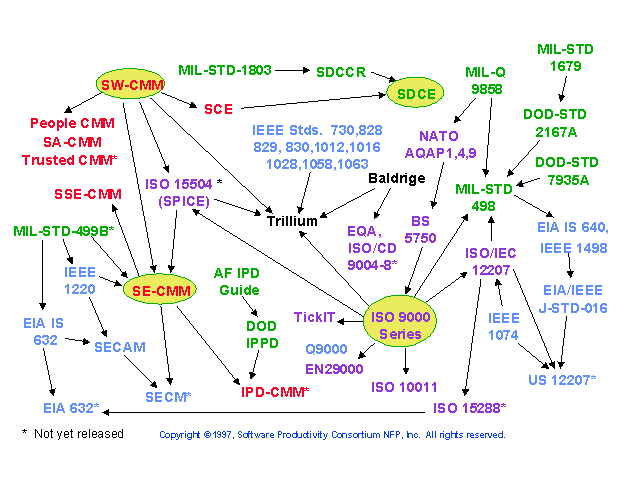 MIL-STD-1803
SDCCR
MIL-Q
9858
MIL-STD
1679
SW-CMM
SCE
SDCE
People CMM
SA-CMM
Trusted CMM*
IEEE Stds. 730,828
829, 830,1012,1016
1028,1058,1063
NATO
AQAP1,4,9
DOD-STD
2167A
DOD-STD
7935A
SSE-CMM
ISO 15504 *
(SPICE)
Baldrige
MIL-STD
498
Trillium
MIL-STD-499B*
EQA,
ISO/CD
9004-8*
BS
5750
EIA IS 640,
IEEE 1498
ISO/IEC
12207
IEEE
1220
SE-CMM
AF IPD
Guide
EIA/IEEE
J-STD-016
EIA IS
632
SECAM
DOD
IPPD
TickIT
ISO 9000
Series
IEEE
1074
Q9000
EN29000
ISO 10011
US 12207*
EIA 632*
SECM*
IPD-CMM*
ISO 15288*
* Not yet released
Copyright ©1997, Software Productivity Consortium NFP, Inc. All rights reserved.